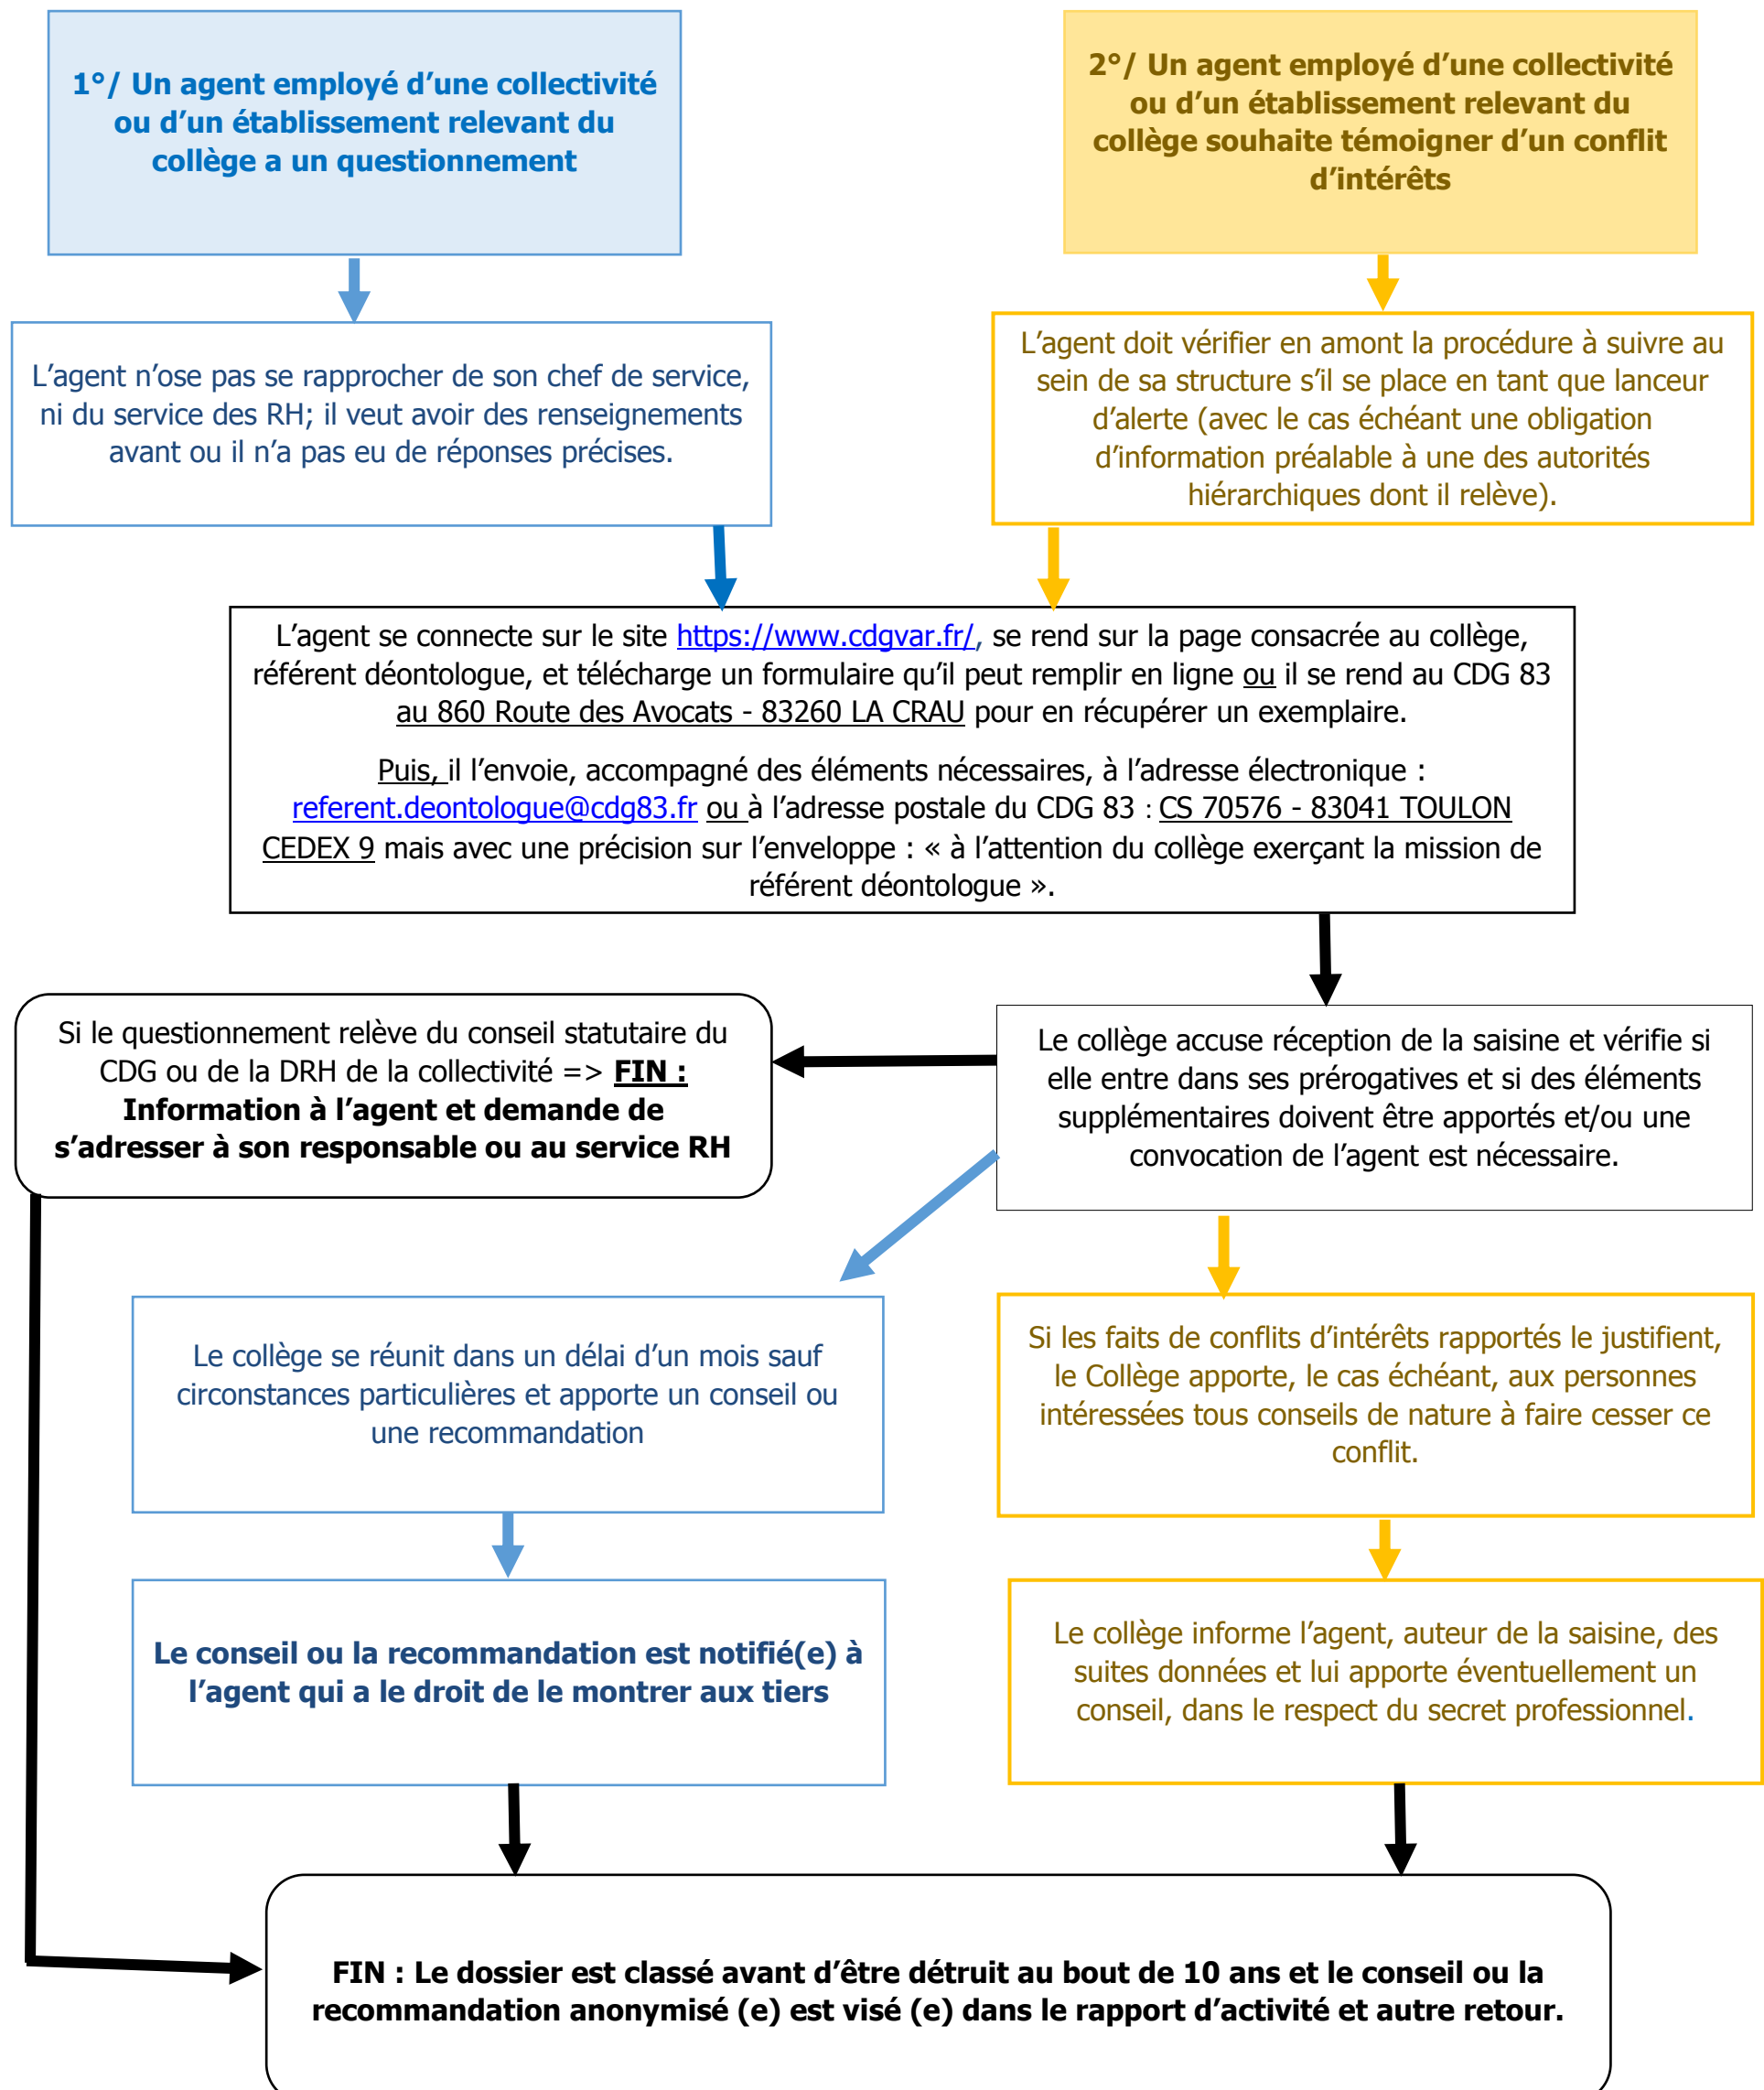 1°/ Un agent employé d’une collectivité
ou d’un établissement relevant du
collège a un questionnement
2°/ Un agent employé d’une collectivité
ou d’un établissement relevant du
collège souhaite témoigner d’un conflit
d’intérêts
L’agent n’ose pas se rapprocher de son chef de service,
ni du service des RH; il veut avoir des renseignements
avant ou il n’a pas eu de réponses précises.
L’agent doit vérifier en amont la procédure à suivre au
sein de sa structure s’il se place en tant que lanceur
d’alerte (avec le cas échéant une obligation
d’information préalable à une des autorités
hiérarchiques dont il relève).
L’agent se connecte sur le site https://www.cdgvar.fr/, se rend sur la page consacrée au collège,
référent déontologue, et télécharge un formulaire qu’il peut remplir en ligne ou il se rend au CDG 83
au 860 Route des Avocats - 83260 LA CRAU pour en récupérer un exemplaire.
Puis, il l’envoie, accompagné des éléments nécessaires, à l’adresse électronique :
referent.deontologue@cdg83.fr ou à l’adresse postale du CDG 83 : CS 70576 - 83041 TOULON
CEDEX 9 mais avec une précision sur l’enveloppe : « à l’attention du collège exerçant la mission de
référent déontologue ».
Si le questionnement relève du conseil statutaire du
CDG ou de la DRH de la collectivité => FIN :
Information à l’agent et demande de
s’adresser à son responsable ou au service RH
Le collège accuse réception de la saisine et vérifie si
elle entre dans ses prérogatives et si des éléments
supplémentaires doivent être apportés et/ou une
convocation de l’agent est nécessaire.
Le collège se réunit dans un délai d’un mois sauf
circonstances particulières et apporte un conseil ou
une recommandation
Si les faits de conflits d’intérêts rapportés le justifient,
le Collège apporte, le cas échéant, aux personnes
intéressées tous conseils de nature à faire cesser ce
conflit.
Le conseil ou la recommandation est notifié(e) à
l’agent qui a le droit de le montrer aux tiers
Le collège informe l’agent, auteur de la saisine, des
suites données et lui apporte éventuellement un
conseil, dans le respect du secret professionnel.
FIN : Le dossier est classé avant d’être détruit au bout de 10 ans et le conseil ou la
recommandation anonymisé (e) est visé (e) dans le rapport d’activité et autre retour.